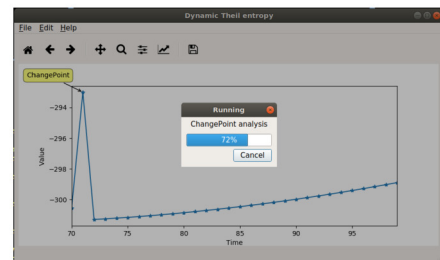 Dynamic Theil entropy
File Edit Help
ChangePoint
Running
ChangePoint analysis
72%
Cancel
−294
−296
−298
−300
Value
70 75 80 85 90 95
Time